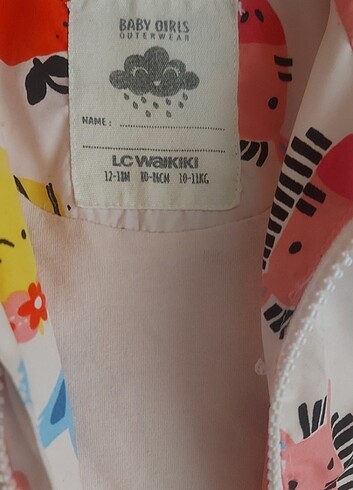 BABY GIRLS
OUTERWEAR
NAME:
LC WAIKIKI
12-18M 80-86CM 10-11KG